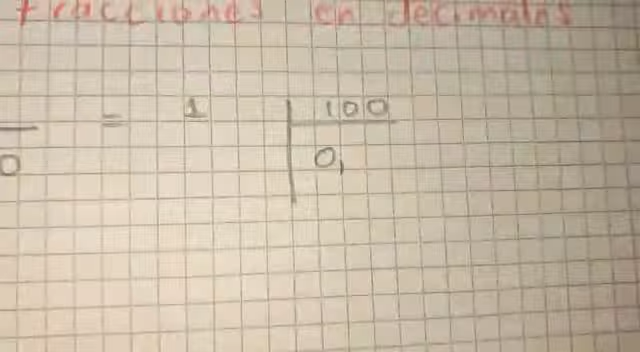 fracciones en decimales
= 1 100
0 0,